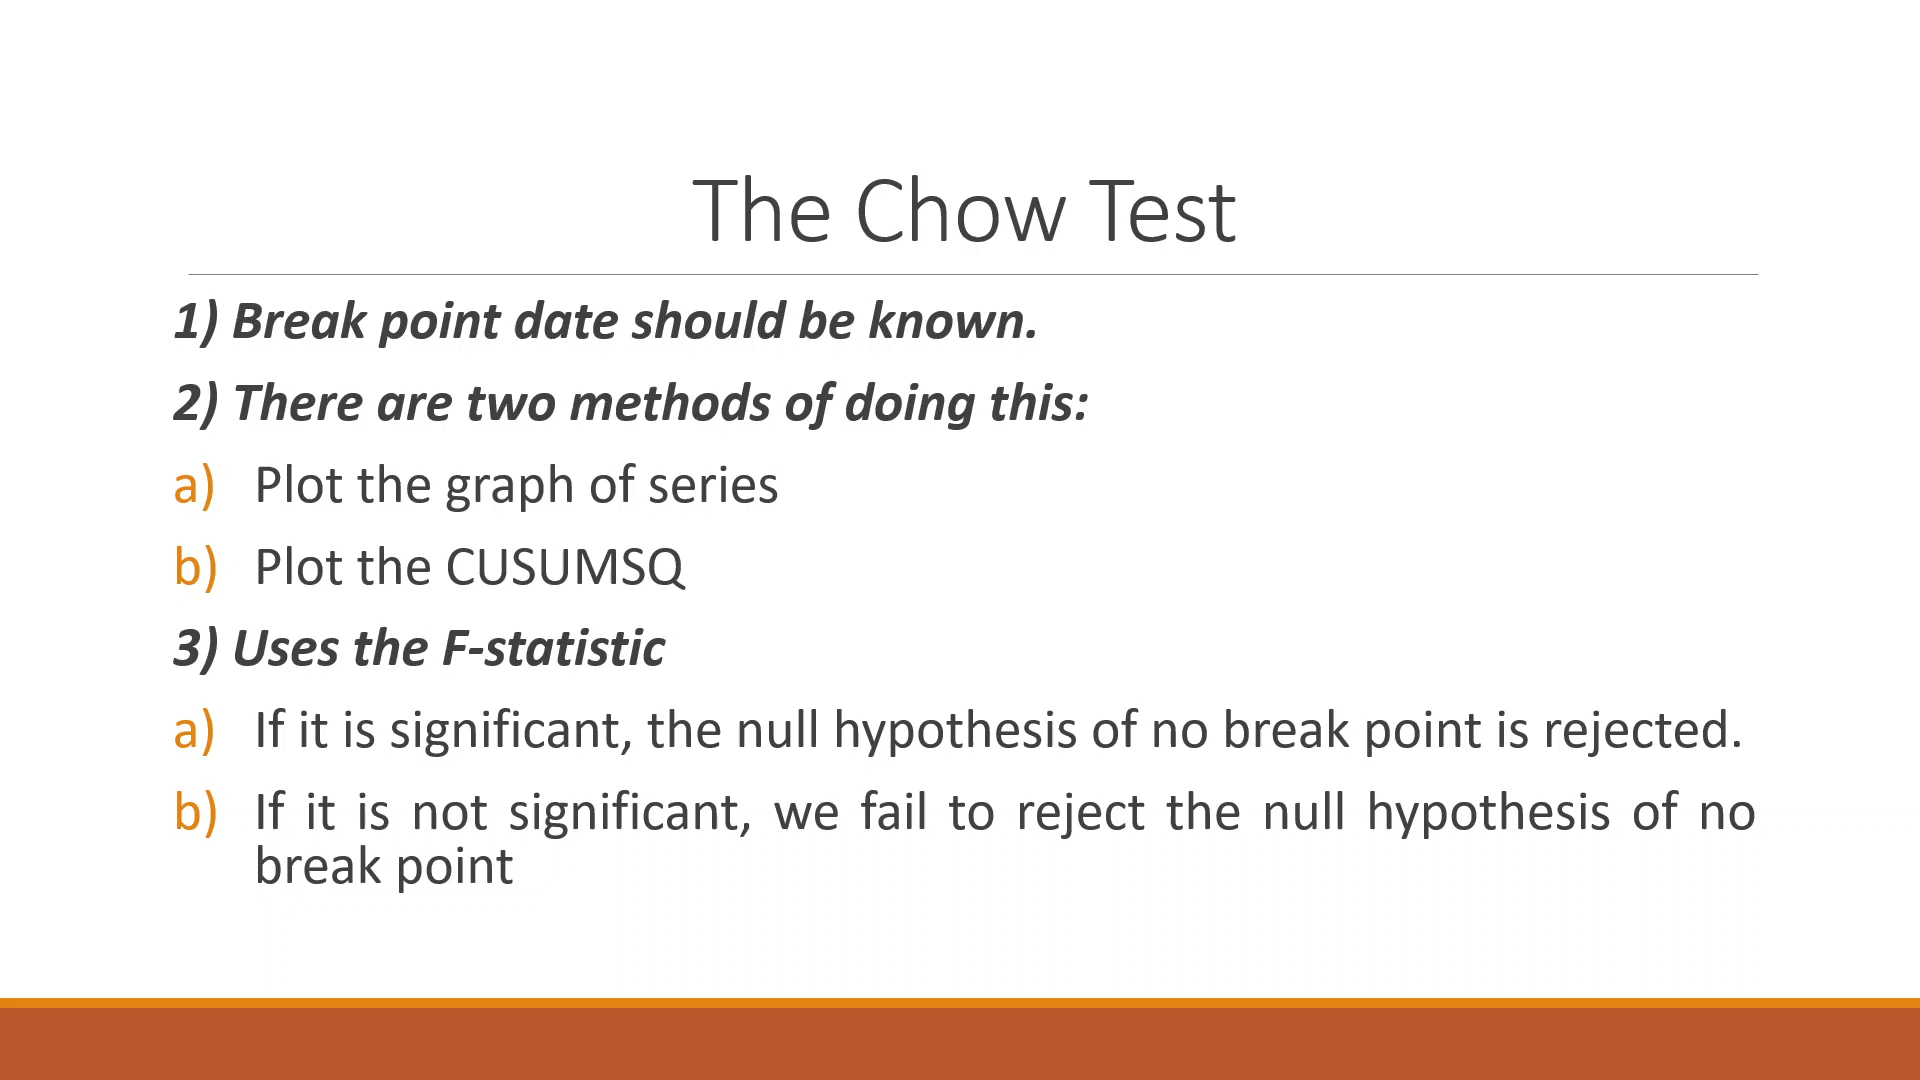 The Chow Test
1) Break point date should be known.
2) There are two methods of doing this:
a) Plot the graph of series
b) Plot the CUSUMSQ
3) Uses the F-statistic
a) If it is significant, the null hypothesis of no break point is rejected.
b) If it is not significant, we fail to reject the null hypothesis of no
break point